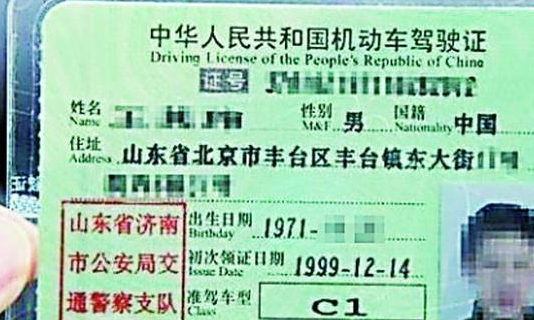 中华人民共和国机动车驾驶证
Driving License of the People's Republic of China
证号
姓名 性别 男 国籍 中国
Name M&F Nationality
住址 山东省北京市丰台区丰台镇东大街
Address
出生日期 1971-
Birthday
初次领证日期 1999-12-14
Issue Date
准驾车型 C1
Class
山东省济南
市公安局交
通警察支队